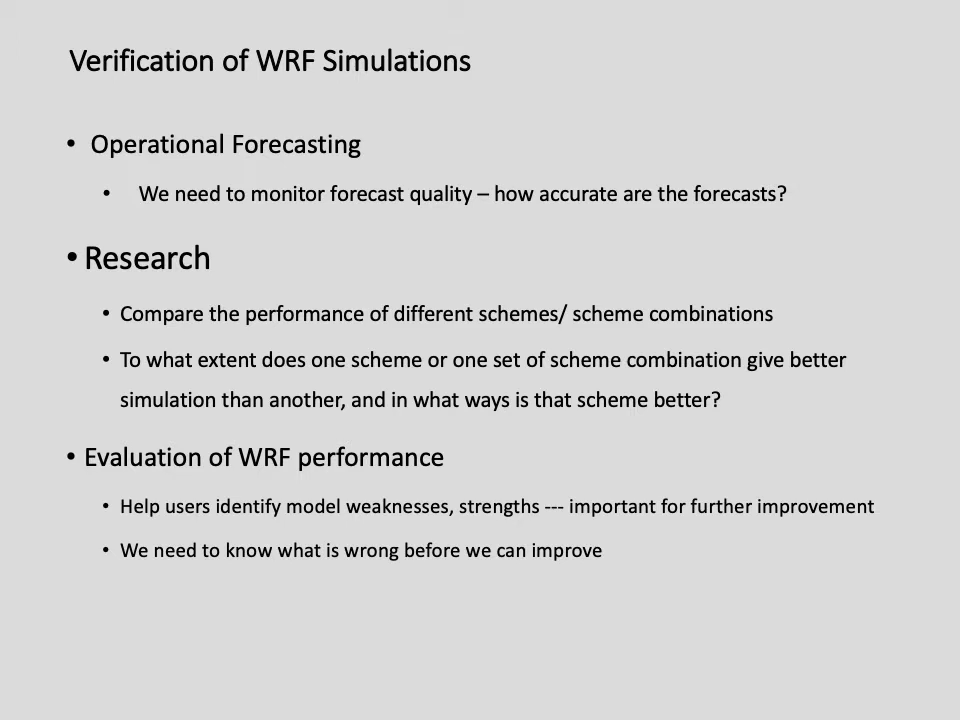 Verification of WRF Simulations
• Operational Forecasting
• We need to monitor forecast quality – how accurate are the forecasts?
• Research
• Compare the performance of different schemes/ scheme combinations
• To what extent does one scheme or one set of scheme combination give better
simulation than another, and in what ways is that scheme better?
• Evaluation of WRF performance
• Help users identify model weaknesses, strengths --- important for further improvement
• We need to know what is wrong before we can improve